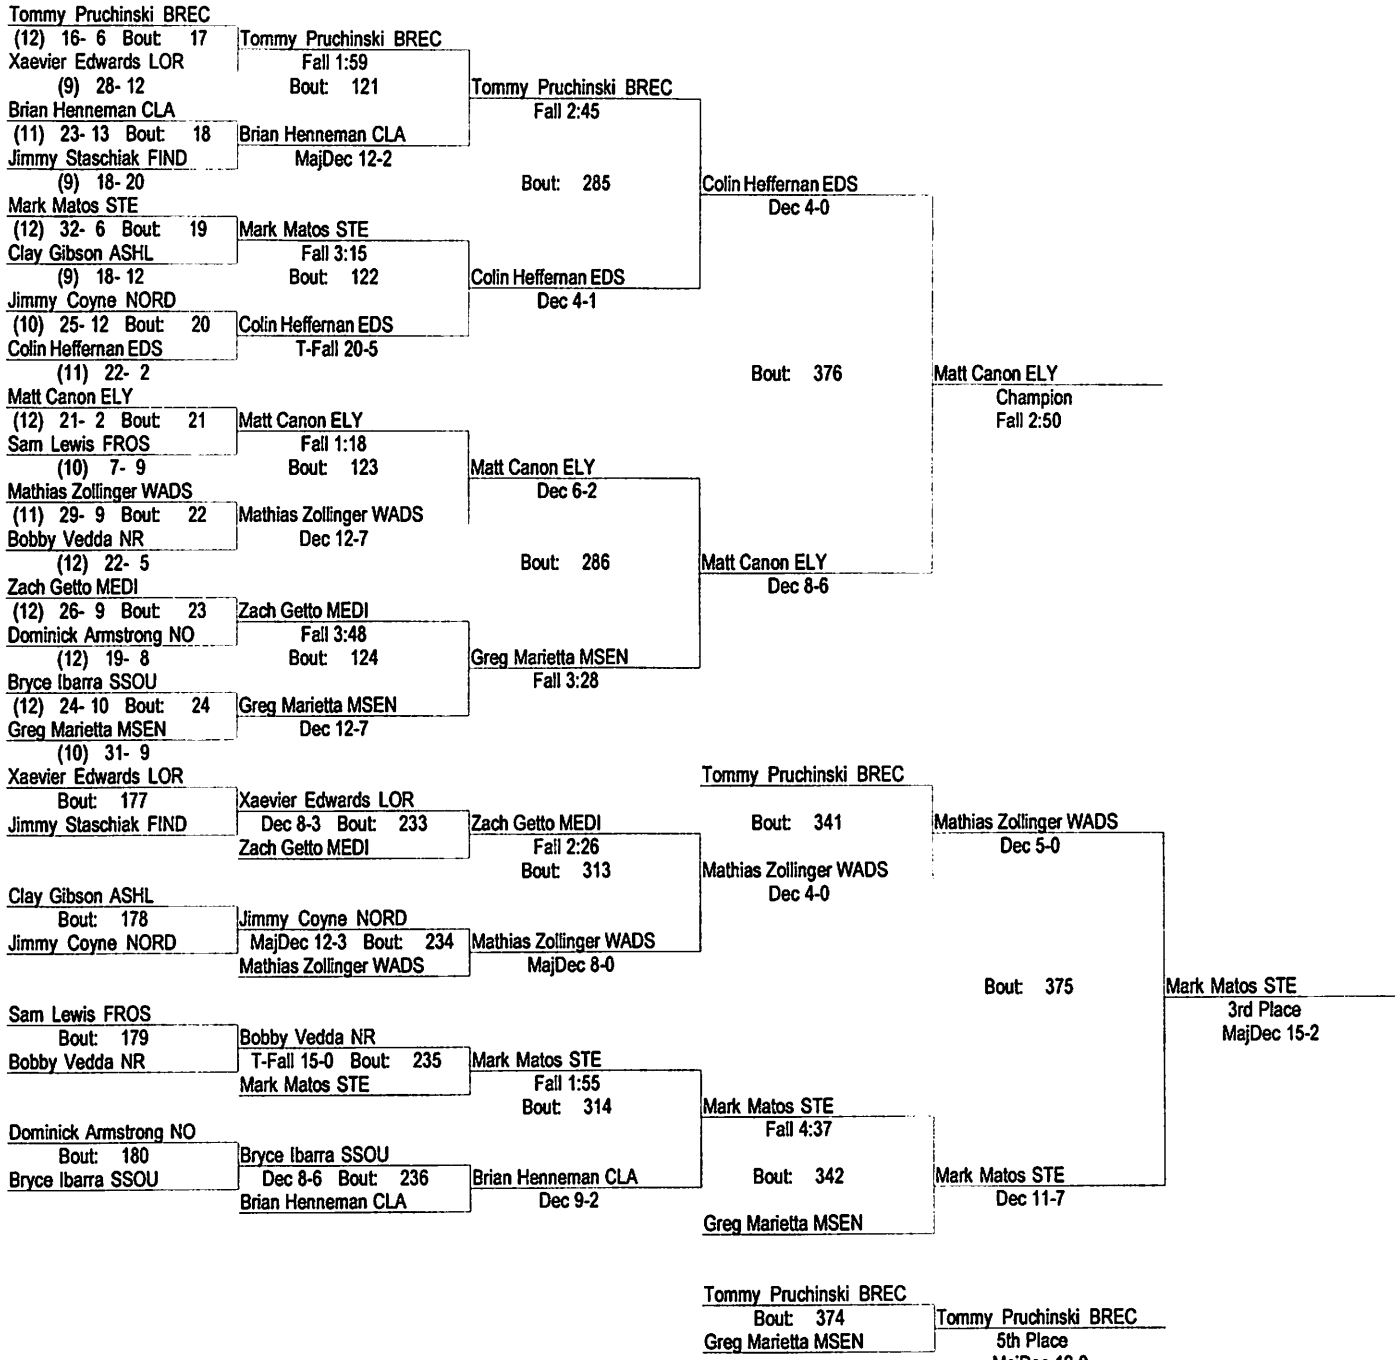 Tommy Pruchinski BREC
(12) 16- 6 Bout: 17 Tommy Pruchinski BREC
Xaevier Edwards LOR Fall 1:59
(9) 28- 12 Bout: 121 Tommy Pruchinski BREC
Brian Henneman CLA Fall 2:45
(11) 23- 13 Bout: 18 Brian Henneman CLA
Jimmy Staschiak FIND MajDec 12-2
(9) 18- 20 Bout: 285 Colin Heffernan EDS
Mark Matos STE Dec 4-0
(12) 32- 6 Bout: 19 Mark Matos STE
Clay Gibson ASHL Fall 3:15
(9) 18- 12 Bout: 122 Colin Heffernan EDS
Jimmy Coyne NORD Dec 4-1
(10) 25- 12 Bout: 20 Colin Heffernan EDS
Colin Heffernan EDS T-Fall 20-5
(11) 22- 2 Bout: 376 Matt Canon ELY
Matt Canon ELY Champion
(12) 21- 2 Bout: 21 Matt Canon ELY Fall 2:50
Sam Lewis FROS Fall 1:18
(10) 7- 9 Bout: 123 Matt Canon ELY
Mathias Zollinger WADS Dec 6-2
(11) 29- 9 Bout: 22 Mathias Zollinger WADS
Bobby Vedda NR Dec 12-7
(12) 22- 5 Bout: 286 Matt Canon ELY
Zach Getto MEDI Dec 8-6
(12) 26- 9 Bout: 23 Zach Getto MEDI
Dominick Armstrong NO Fall 3:48
(12) 19- 8 Bout: 124 Greg Marietta MSEN
Bryce Ibarra SSOU Fall 3:28
(12) 24- 10 Bout: 24 Greg Marietta MSEN
Greg Marietta MSEN Dec 12-7
(10) 31- 9
Xaevier Edwards LOR Tommy Pruchinski BREC
Bout: 177 Xaevier Edwards LOR
Jimmy Staschiak FIND Dec 8-3 Bout: 233 Zach Getto MEDI Bout: 341 Mathias Zollinger WADS
Zach Getto MEDI Fall 2:26 Dec 5-0
Bout: 313 Mathias Zollinger WADS
Clay Gibson ASHL Dec 4-0
Bout: 178 Jimmy Coyne NORD
Jimmy Coyne NORD MajDec 12-3 Bout: 234 Mathias Zollinger WADS
Mathias Zollinger WADS MajDec 8-0
Bout: 375 Mark Matos STE
Sam Lewis FROS 3rd Place
Bout: 179 Bobby Vedda NR MajDec 15-2
Bobby Vedda NR T-Fall 15-0 Bout: 235 Mark Matos STE
Mark Matos STE Fall 1:55
Bout: 314 Mark Matos STE
Dominick Armstrong NO Fall 4:37
Bout: 180 Bryce Ibarra SSOU
Bryce Ibarra SSOU Dec 8-6 Bout: 236 Brian Henneman CLA Bout: 342 Mark Matos STE
Brian Henneman CLA Dec 9-2 Dec 11-7
Greg Marietta MSEN
Tommy Pruchinski BREC
Bout: 374 Tommy Pruchinski BREC
Greg Marietta MSEN 5th Place